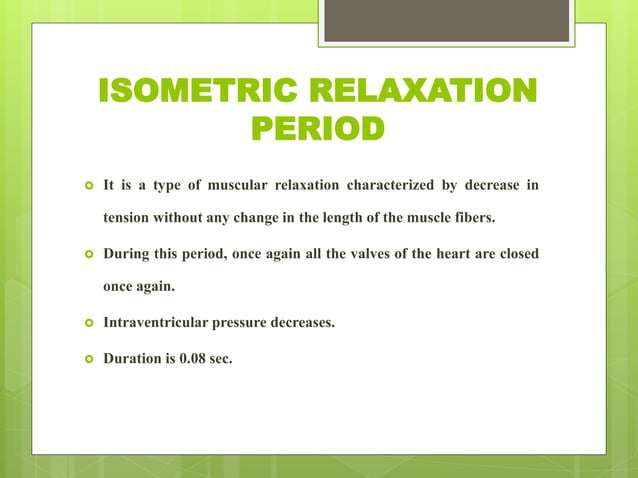 ISOMETRIC RELAXATION
PERIOD
It is a type of muscular relaxation characterized by decrease in
tension without any change in the length of the muscle fibers.
During this period, once again all the valves of the heart are closed
once again.
Intraventricular pressure decreases.
Duration is 0.08 sec.